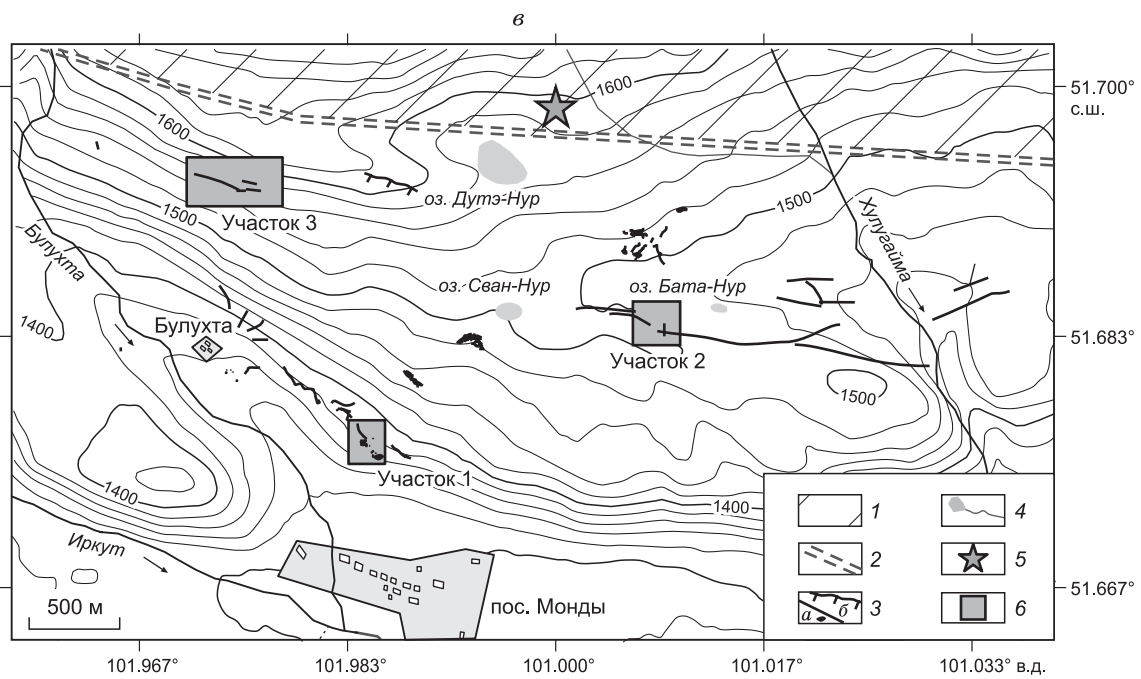 в
1600
51.700°
с.ш.
1600
оз. Дутэ-Нур
Участок 3
1500
1500
Хулугайма
Булухта
оз. Сван-Нур
оз. Бата-Нур
1400
Булухта
51.683°
Участок 2
1500
Участок 1
1400
1400
1
4
Иркут
2
5
500 м
пос. Монды
51.667°
а
б
3
6
101.967°
101.983°
101.000°
101.017°
101.033° в.д.